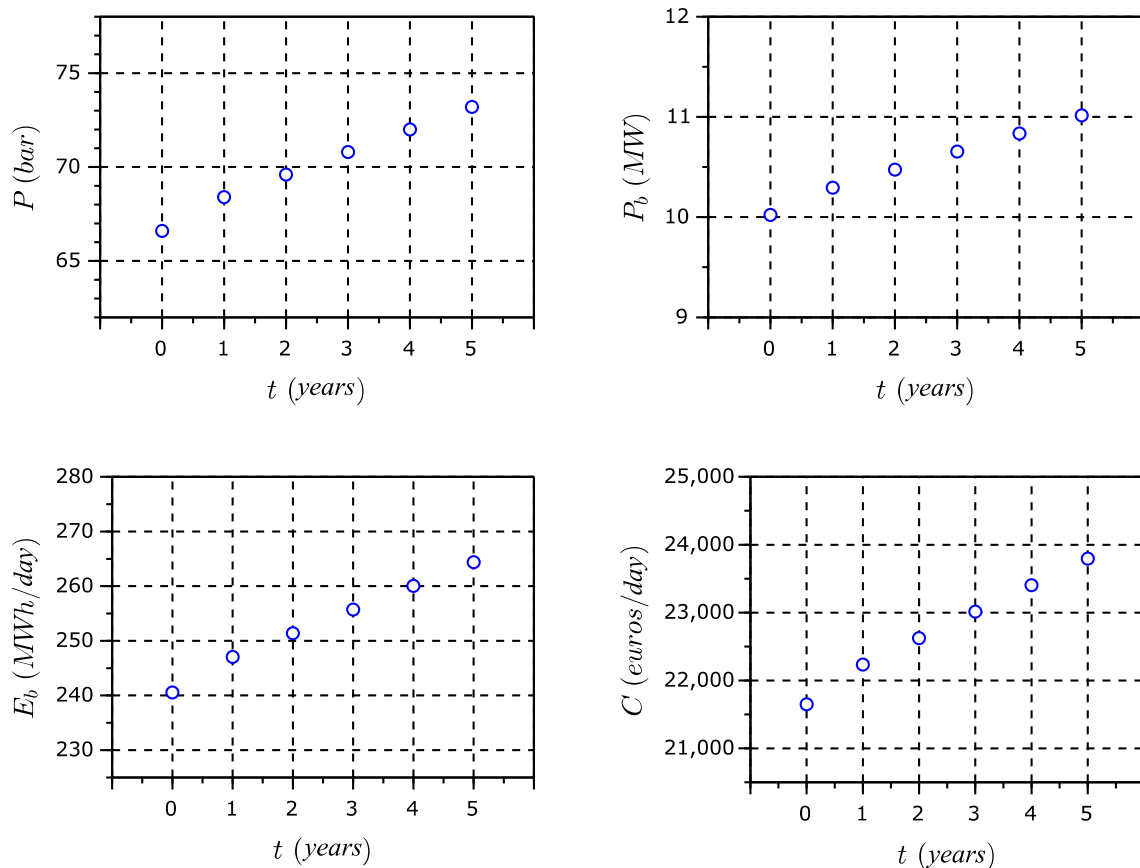 P (bar)
75
70
65
0 1 2 3 4 5
t (years)
P_b (MW)
12
11
10
9
0 1 2 3 4 5
t (years)
E_b (MWh/day)
280
270
260
250
240
230
0 1 2 3 4 5
t (years)
C (euros/day)
25,000
24,000
23,000
22,000
21,000
0 1 2 3 4 5
t (years)